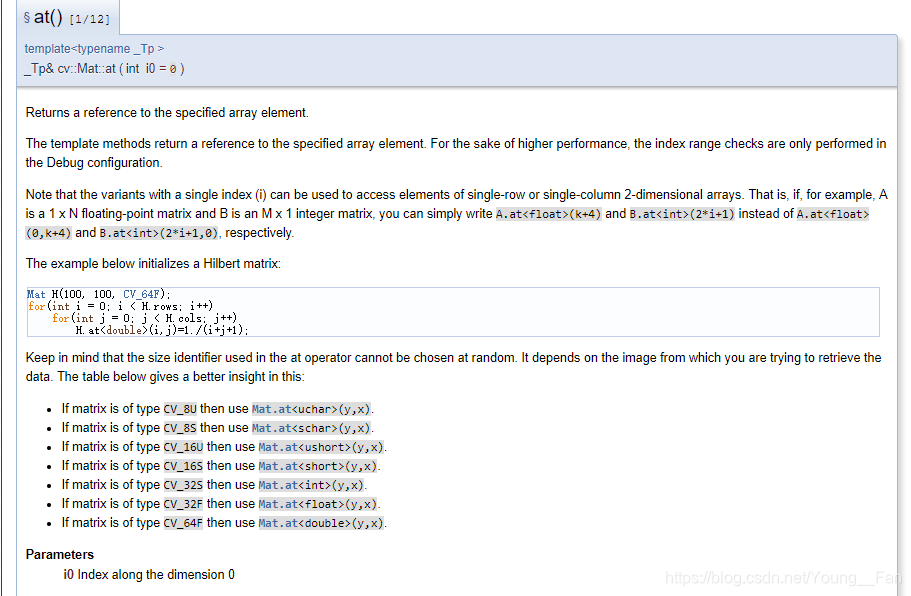 § at() [1/12]
template<typename _Tp >
_Tp& cv::Mat::at ( int i0 = 0 )
Returns a reference to the specified array element.
The template methods return a reference to the specified array element. For the sake of higher performance, the index range checks are only performed in
the Debug configuration.
Note that the variants with a single index (i) can be used to access elements of single-row or single-column 2-dimensional arrays. That is, if, for example, A
is a 1 x N floating-point matrix and B is an M x 1 integer matrix, you can simply write A.at<float>(k+4) and B.at<int>(2*i+1) instead of A.at<float>
(0,k+4) and B.at<int>(2*i+1,0), respectively.
The example below initializes a Hilbert matrix:
Mat H(100, 100, CV_64F);
for(int i = 0; i < H.rows; i++)
for(int j = 0; j < H.cols; j++)
H.at<double>(i,j)=1./(i+j+1);
Keep in mind that the size identifier used in the at operator cannot be chosen at random. It depends on the image from which you are trying to retrieve the
data. The table below gives a better insight in this:
• If matrix is of type CV_8U then use Mat.at<uchar>(y,x).
• If matrix is of type CV_8S then use Mat.at<schar>(y,x).
• If matrix is of type CV_16U then use Mat.at<ushort>(y,x).
• If matrix is of type CV_16S then use Mat.at<short>(y,x).
• If matrix is of type CV_32S then use Mat.at<int>(y,x).
• If matrix is of type CV_32F then use Mat.at<float>(y,x).
• If matrix is of type CV_64F then use Mat.at<double>(y,x).
Parameters
i0 Index along the dimension 0
https://blog.csdn.net/Young__Fan